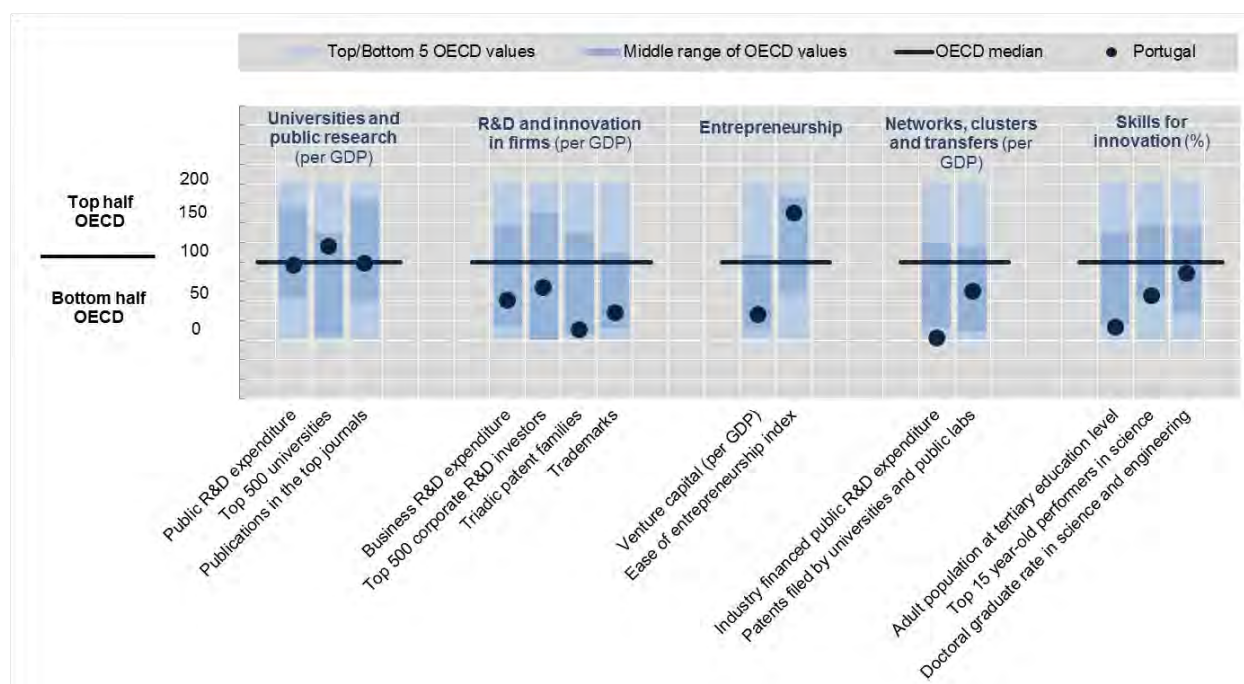 Top/Bottom 5 OECD values
Middle range of OECD values
OECD median
Portugal
Universities and
public research
(per GDP)
R&D and innovation
in firms (per GDP)
Entrepreneurship
Networks, clusters
and transfers (per
GDP)
Skills for
innovation (%)
Top half
OECD
Bottom half
OECD
200
150
100
50
0
Public R&D expenditure
Top 500 universities
Publications in the top journals
Business R&D expenditure
Top 500 corporate R&D investors
Triadic patent families
Trademarks
Venture capital (per GDP)
Ease of entrepreneurship index
Industry financed public R&D expenditure
Patents filed by universities and public labs
Adult population at tertiary education level
Top 15 year-old performers in science
Doctoral graduate rate in science and engineering